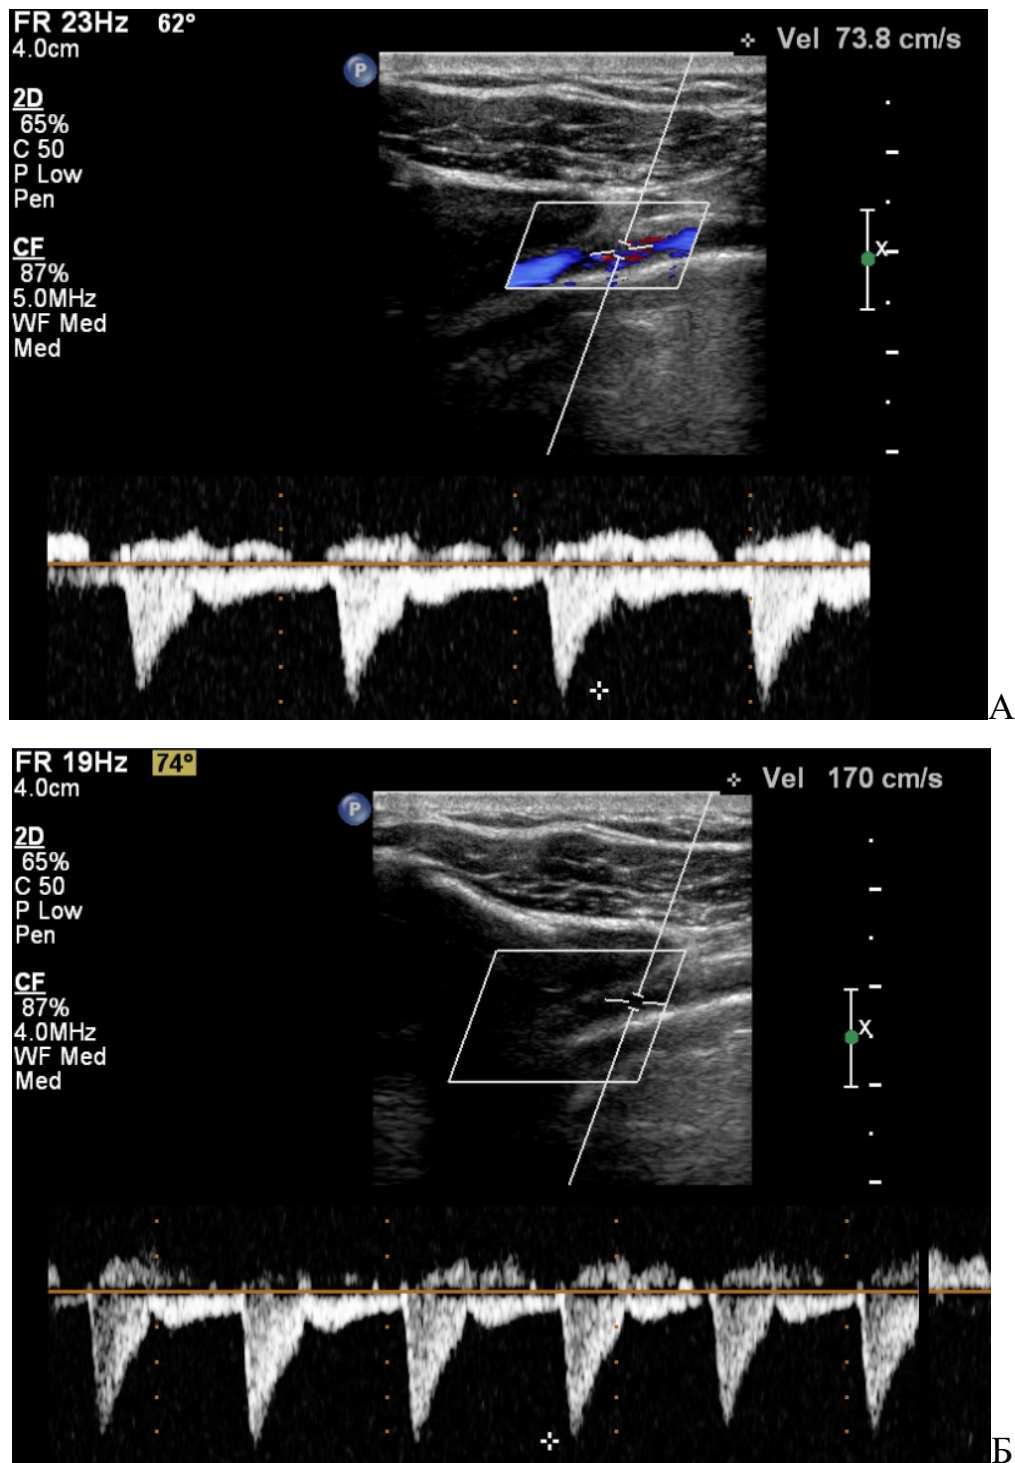 FR 23Hz 62°
4.0cm
Vel 73.8 cm/s
P
2D
65%
C 50
P Low
Pen
CF
87%
5.0MHz
WF Med
Med
x
А
FR 19Hz 74°
4.0cm
Vel 170 cm/s
P
2D
65%
C 50
P Low
Pen
CF
87%
4.0MHz
WF Med
Med
x
Б